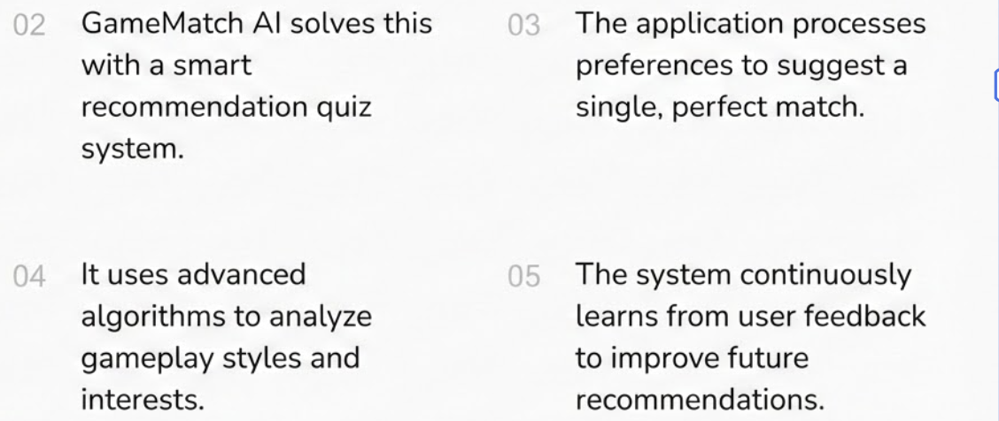 02
GameMatch AI solves this
with a smart
recommendation quiz
system.
03
The application processes
preferences to suggest a
single, perfect match.
04
It uses advanced
algorithms to analyze
gameplay styles and
interests.
05
The system continuously
learns from user feedback
to improve future
recommendations.